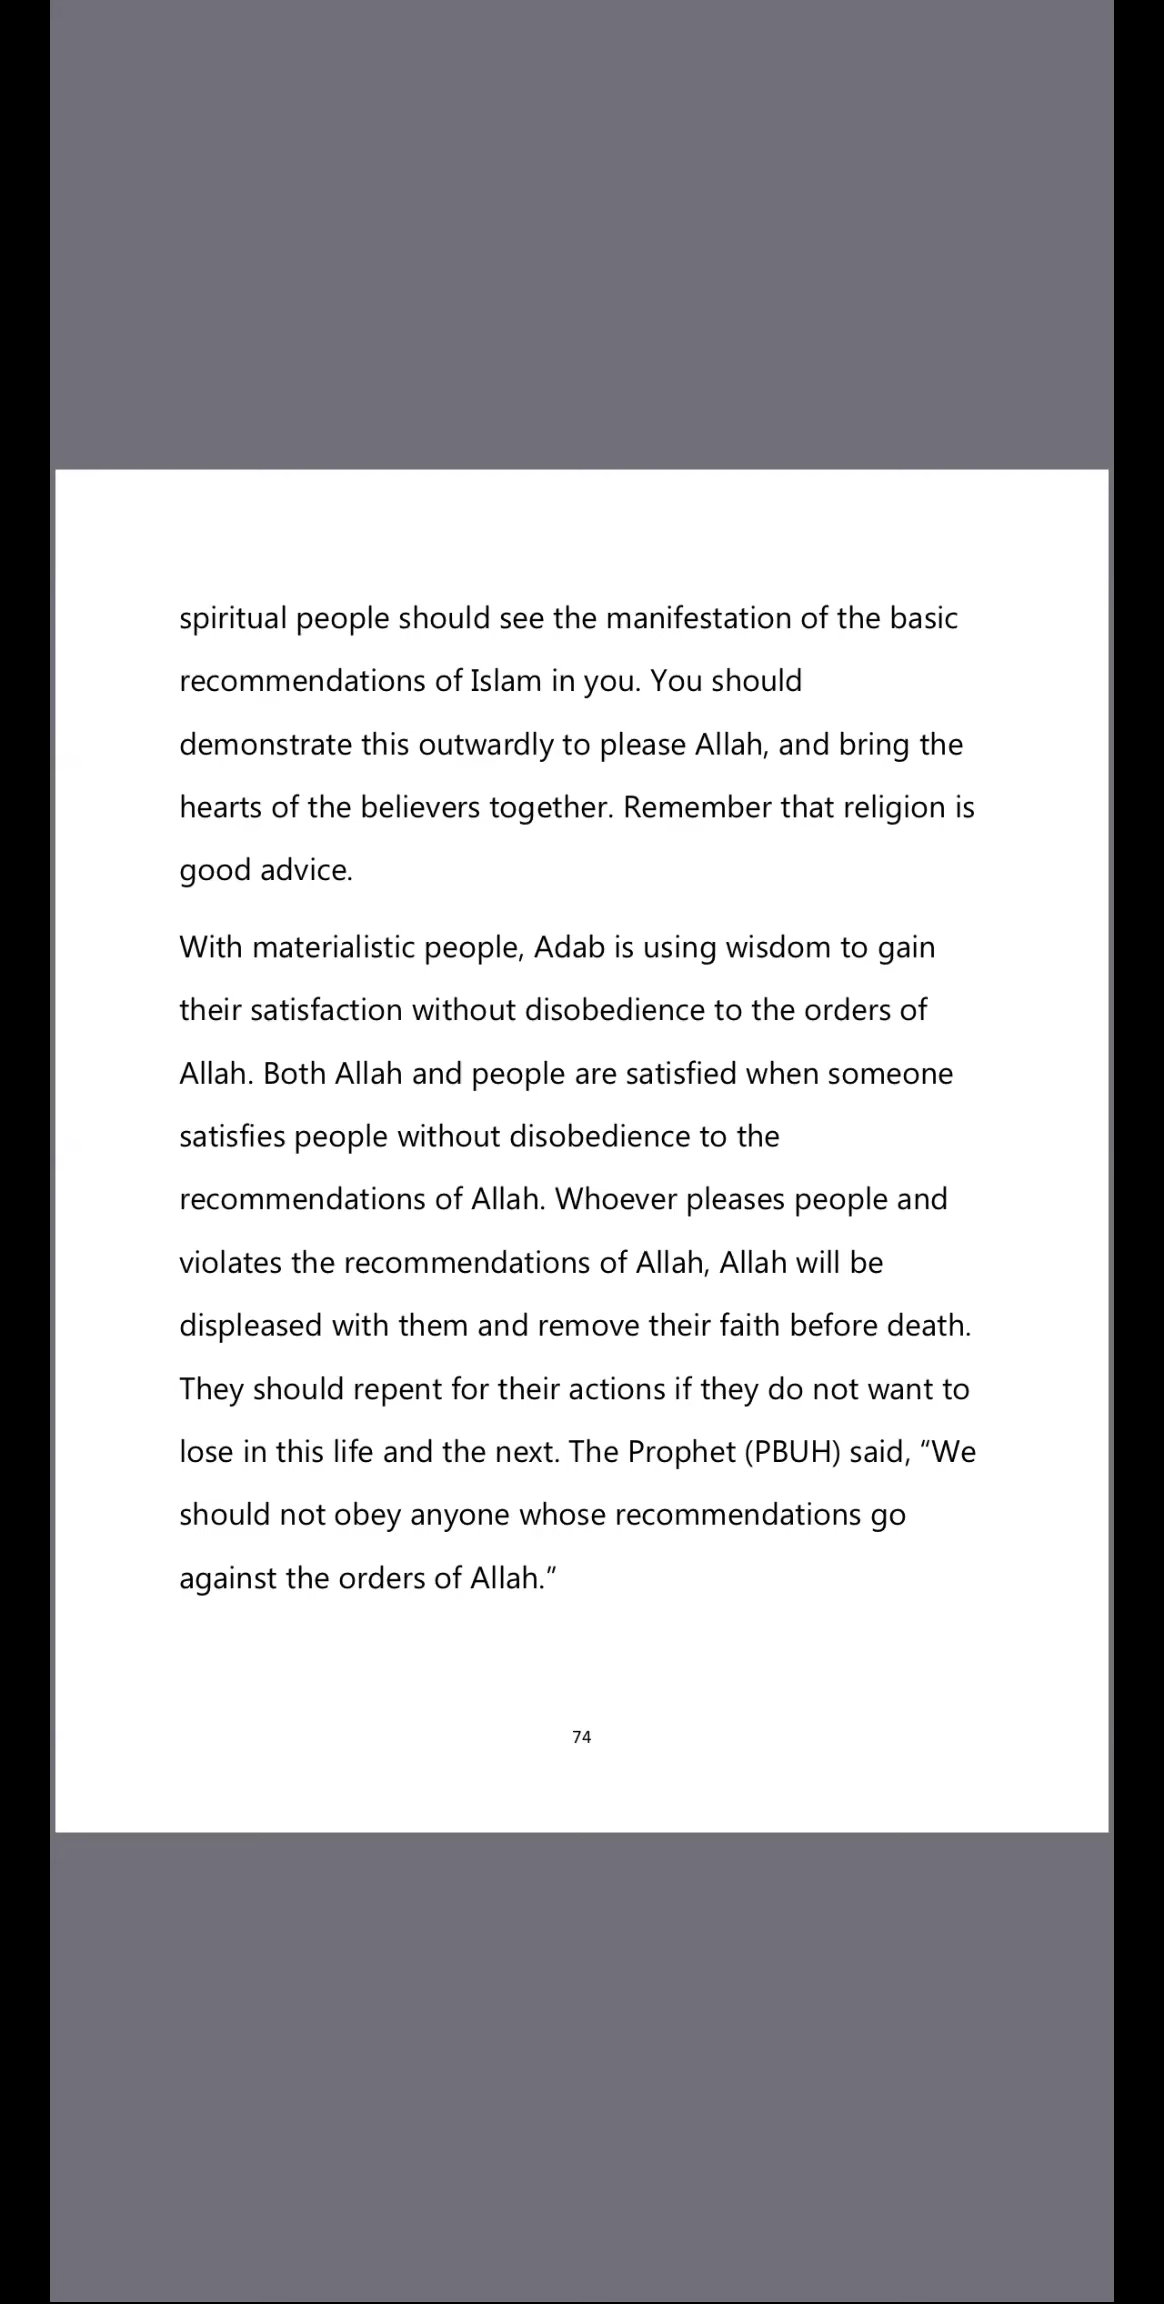 spiritual people should see the manifestation of the basic
recommendations of Islam in you. You should
demonstrate this outwardly to please Allah, and bring the
hearts of the believers together. Remember that religion is
good advice.
With materialistic people, Adab is using wisdom to gain
their satisfaction without disobedience to the orders of
Allah. Both Allah and people are satisfied when someone
satisfies people without disobedience to the
recommendations of Allah. Whoever pleases people and
violates the recommendations of Allah, Allah will be
displeased with them and remove their faith before death.
They should repent for their actions if they do not want to
lose in this life and the next. The Prophet (PBUH) said, “We
should not obey anyone whose recommendations go
against the orders of Allah.”
74